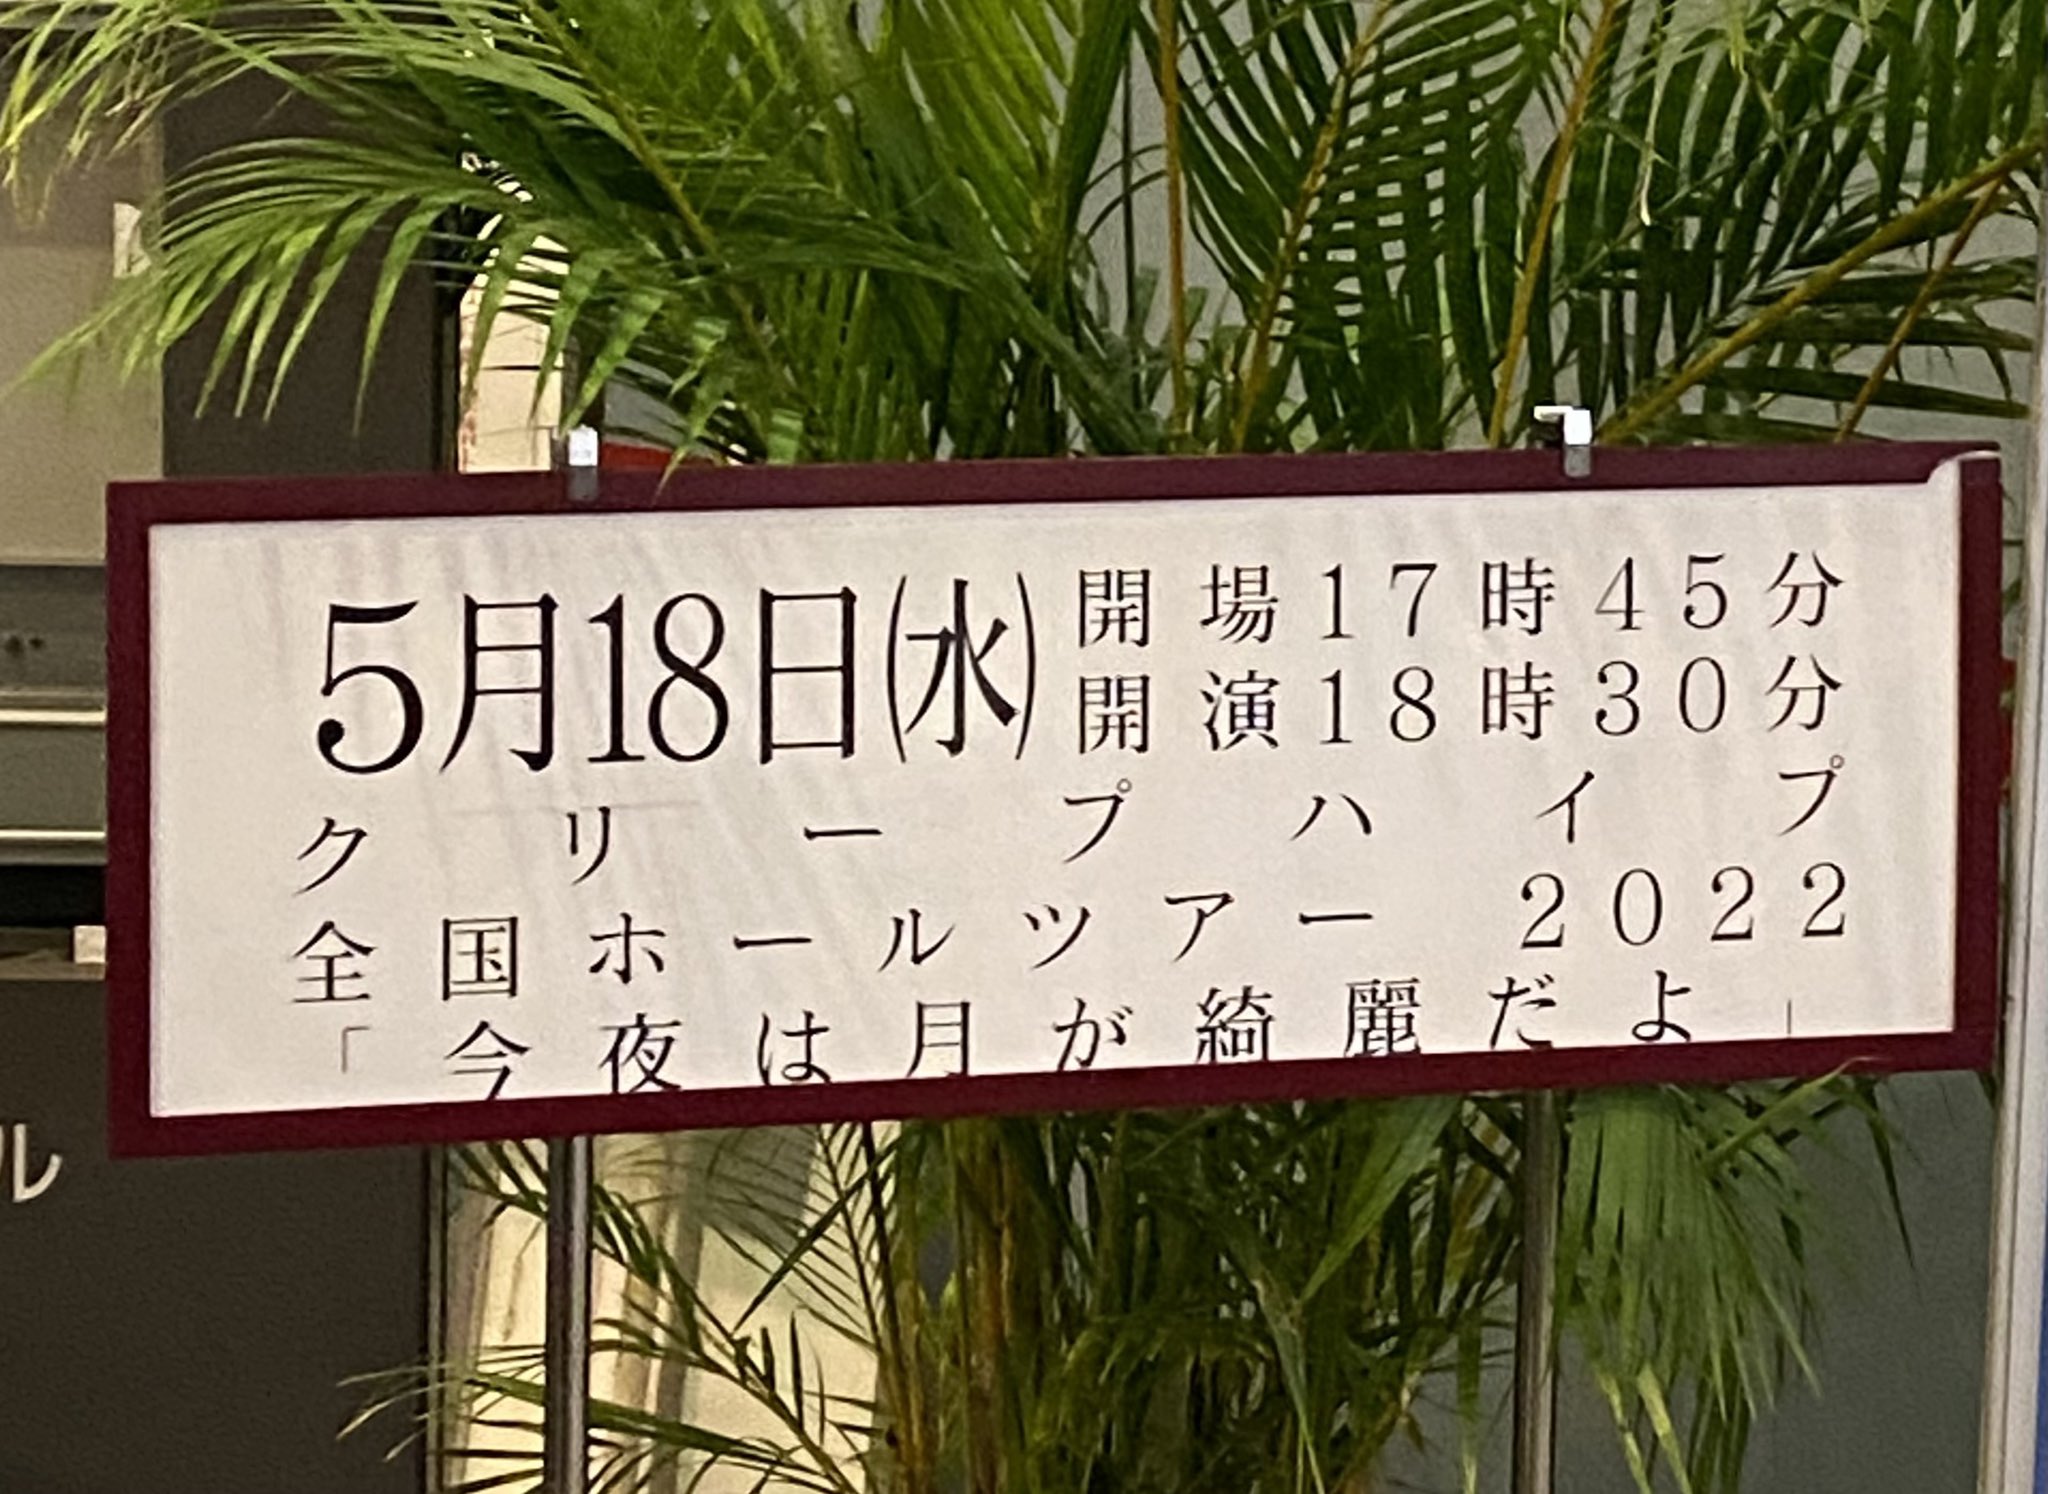 5月18日(水)
開場17時45分
開演18時30分
クリープハイプ
全国ホールツアー 2022
「今夜は月が綺麗だよ」
ル